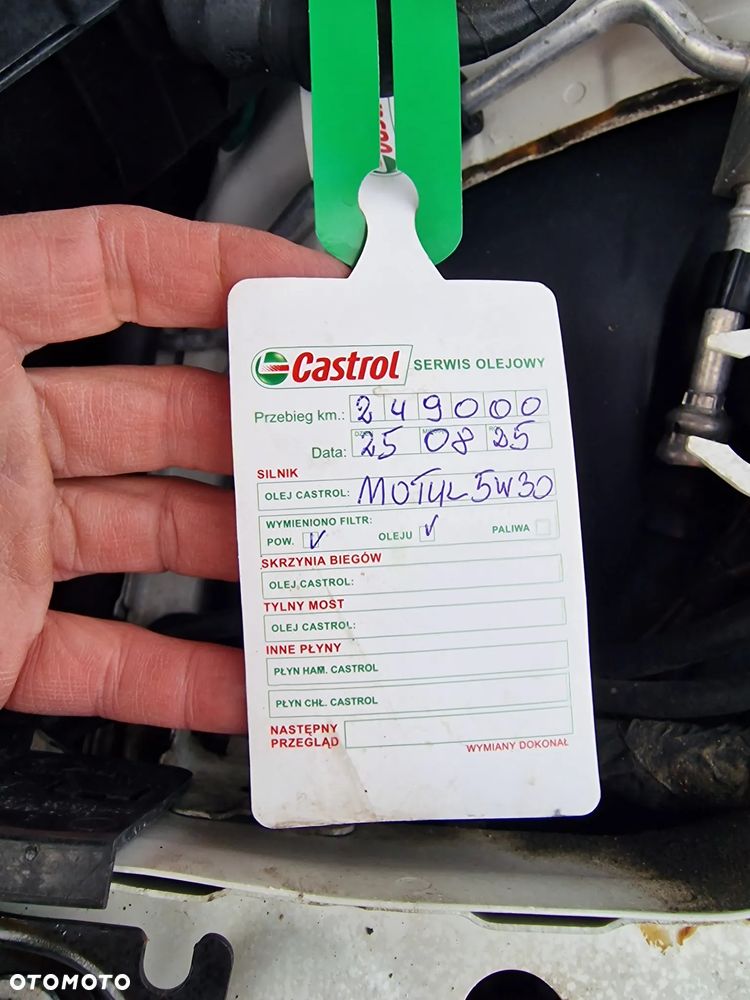 Castrol SERWIS OLEJOWY
Przebieg km.: 249000
Data: 25 08 25
SILNIK
OLEJ CASTROL: MOTUL 5W30
WYMIENIONO FILTR:
POW. ✓ OLEJU ✓ PALIWA
SKRZYNIA BIEGÓW
OLEJ CASTROL:
TYLNY MOST
OLEJ CASTROL:
INNE PŁYNY
PŁYN HAM. CASTROL
PŁYN CHŁ. CASTROL
NASTĘPNY
PRZEGLĄD
WYMIANY DOKONAŁ
OTOMOTO